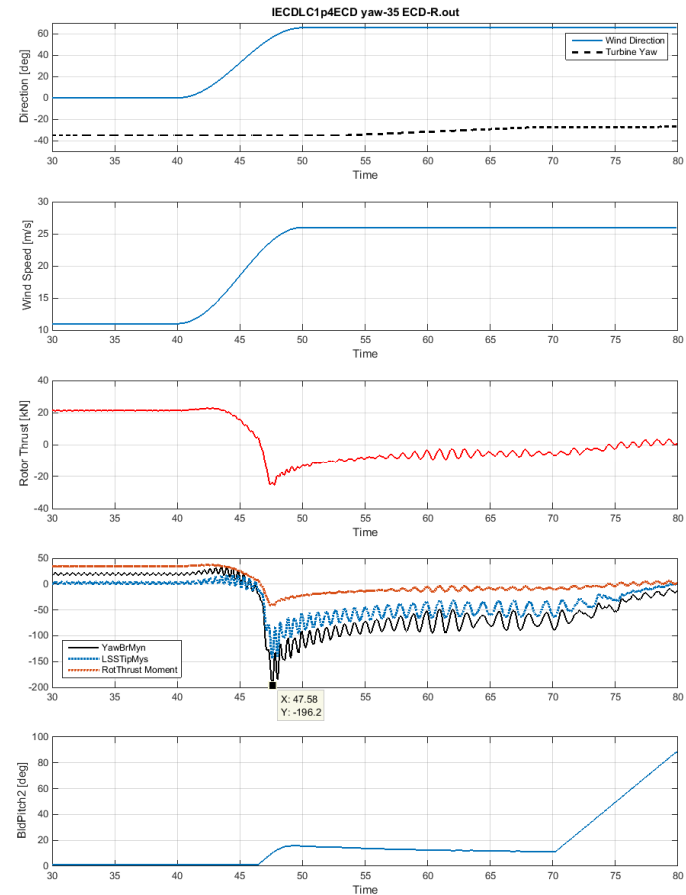 IECDLC1p4ECD yaw-35 ECD-R.out
Direction [deg]
60
40
20
0
-20
-40
Wind Direction
Turbine Yaw
30 35 40 45 50 55 60 65 70 75 80
Time
Wind Speed [m/s]
30
25
20
15
10
30 35 40 45 50 55 60 65 70 75 80
Time
Rotor Thrust [kN]
40
20
0
-20
-40
30 35 40 45 50 55 60 65 70 75 80
Time
50
0
-50
-100
-150
-200
YawBrMyn
LSSTipMys
RotThrust Moment
X: 47.58
Y: -196.2
30 35 40 45 50 55 60 65 70 75 80
BldPitch2 [deg]
100
80
60
40
20
0
30 35 40 45 50 55 60 65 70 75 80
Time